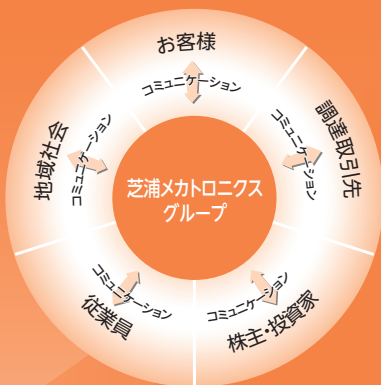 お客様
コミュニケーション
調達取引先
コミュニケーション
株主・投資家
コミュニケーション
従業員
コミュニケーション
地域社会
コミュニケーション
芝浦メカトロニクス
グループ